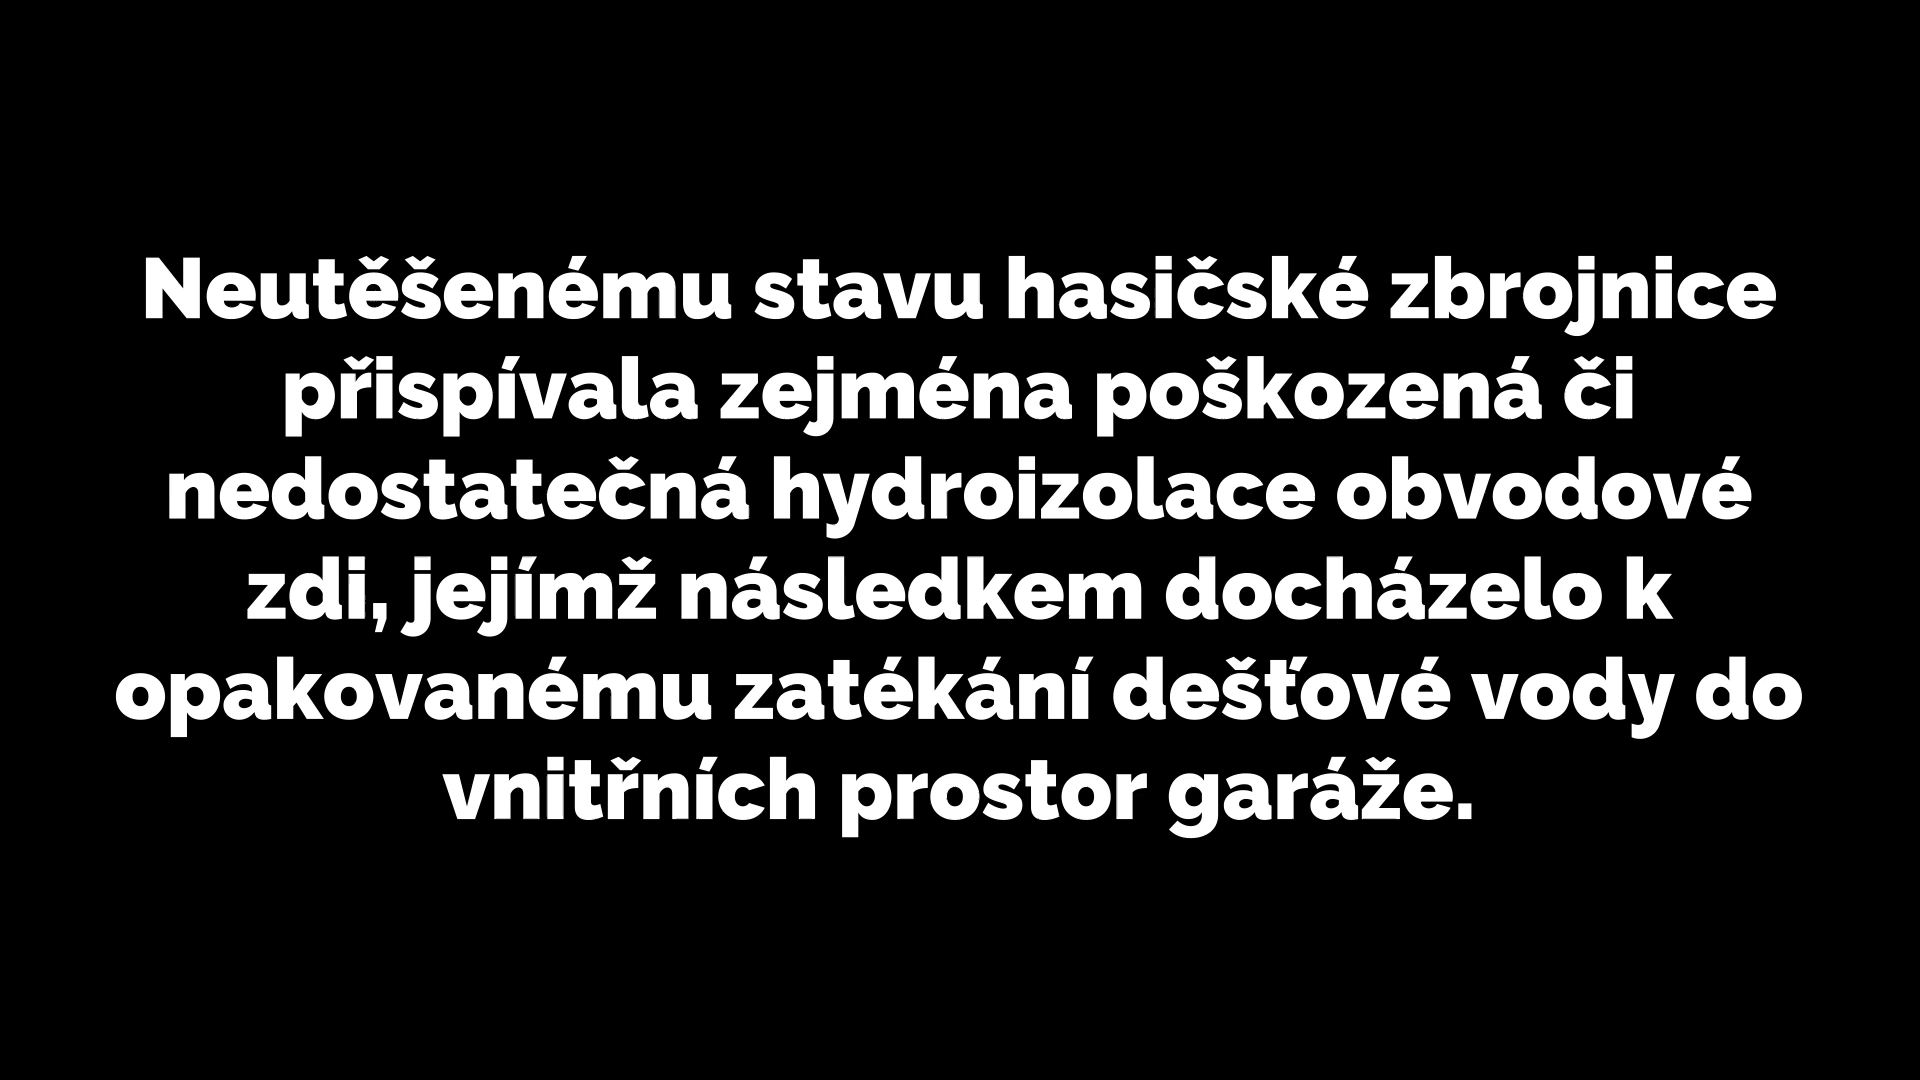 Neutěšenému stavu hasičské zbrojnice
přispívala zejména poškozená či
nedostatečná hydroizolace obvodové
zdi, jejímž následkem docházelo k
opakovanému zatékání dešťové vody do
vnitřních prostor garáže.